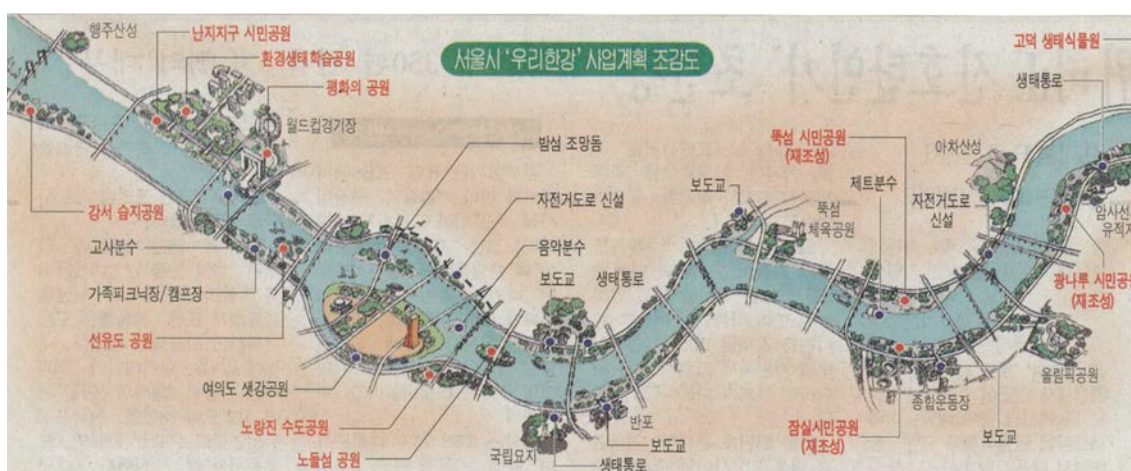 서울시 '우리한강' 사업계획 조감도
행주산성
난지지구 시민공원
환경생태학습공원
평화의 공원
월드컵경기장
강서 습지공원
고사분수
가족피크닉장/캠프장
선유도 공원
여의도 샛강공원
노량진 수도공원
노들섬 공원
밤섬 조망동
자전거도로 신설
음악분수
보도교
생태통로
국립묘지
생태통로
보도교
반포
보도교
뚝섬
체육공원
뚝섬 시민공원
(재조성)
제트분수
아차산성
자전거도로
신설
고덕 생태식물원
생태통로
암사선
유적지
광나루 시민공원
(재조성)
올림픽공원
종합운동장
보도교
잠실시민공원
(재조성)